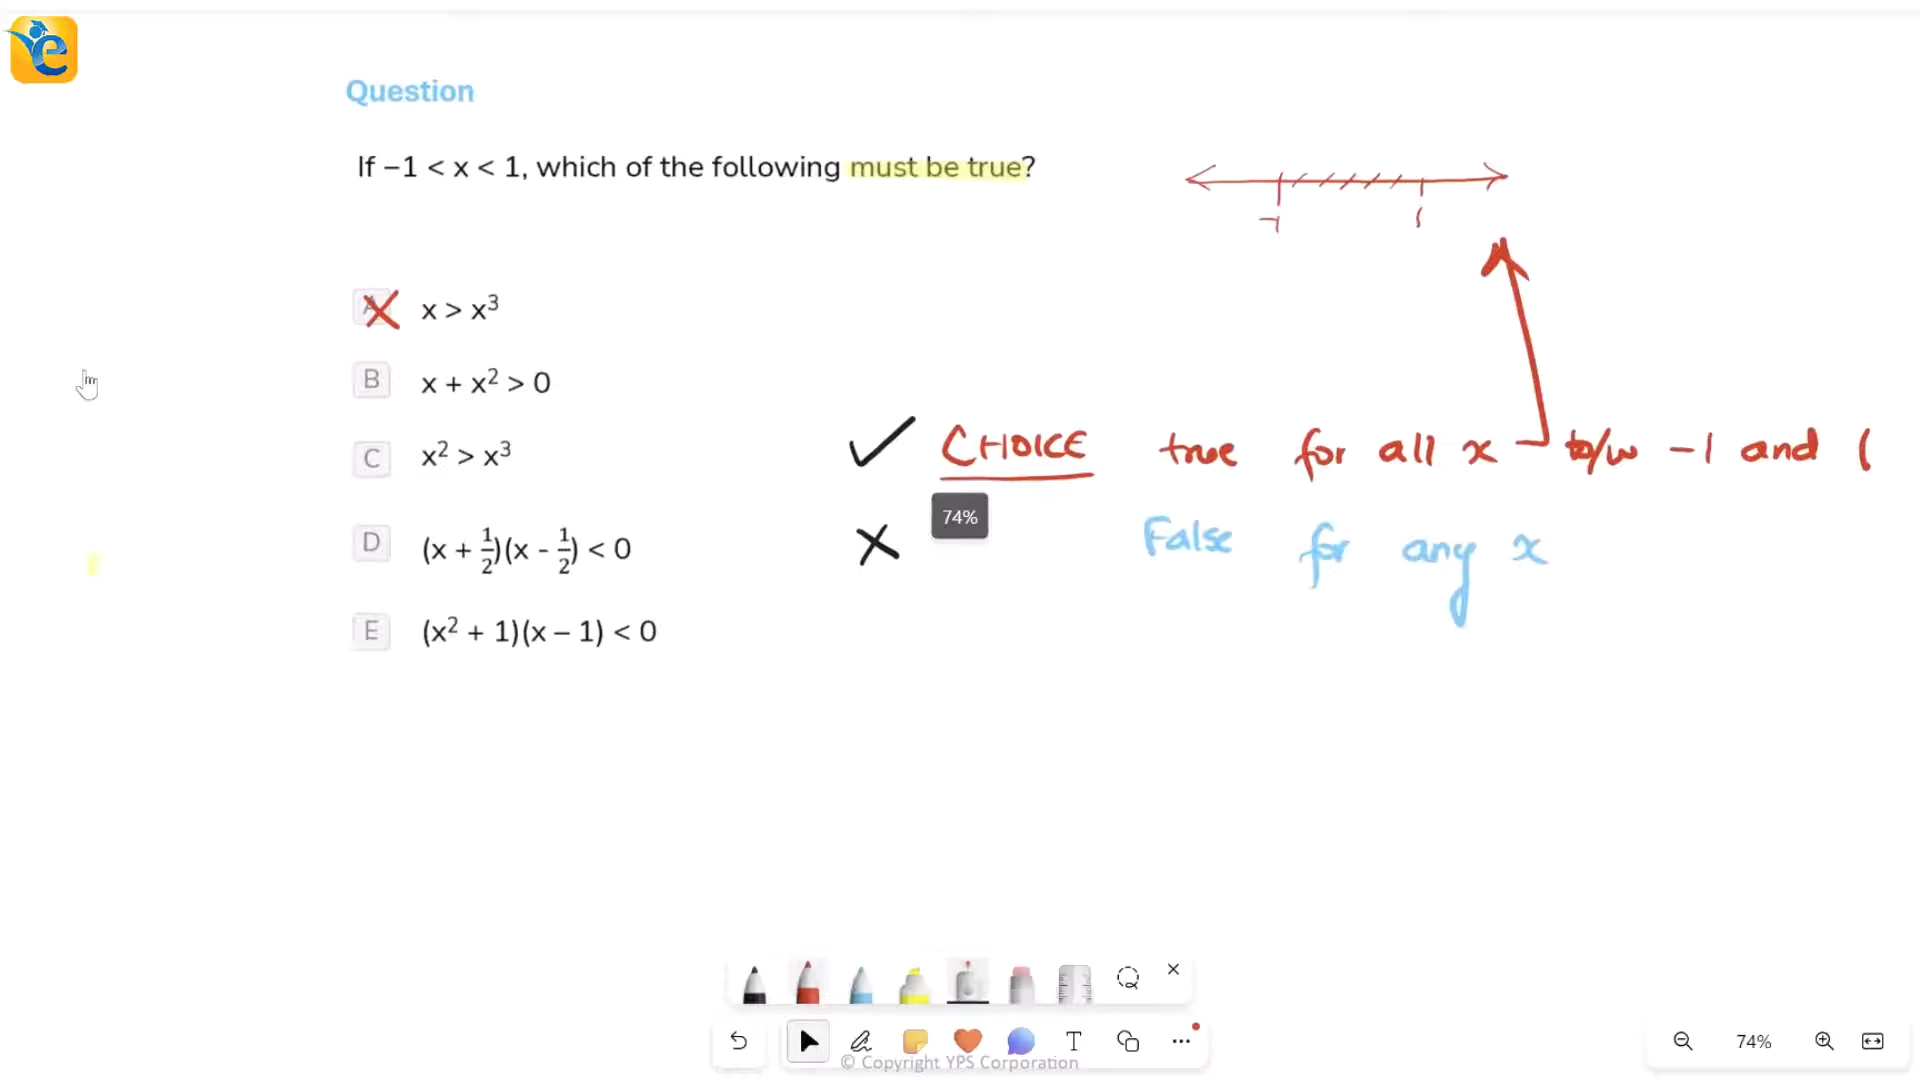 e
Question
If −1 < x < 1, which of the following must be true?
-1 1
A x > x³
B x + x² > 0
C x² > x³
D (x + 1/2)(x - 1/2) < 0
E (x² + 1)(x − 1) < 0
CHOICE true for all x b/w -1 and 1
74%
False for any x
T
© Copyright YPS Corporation
74%